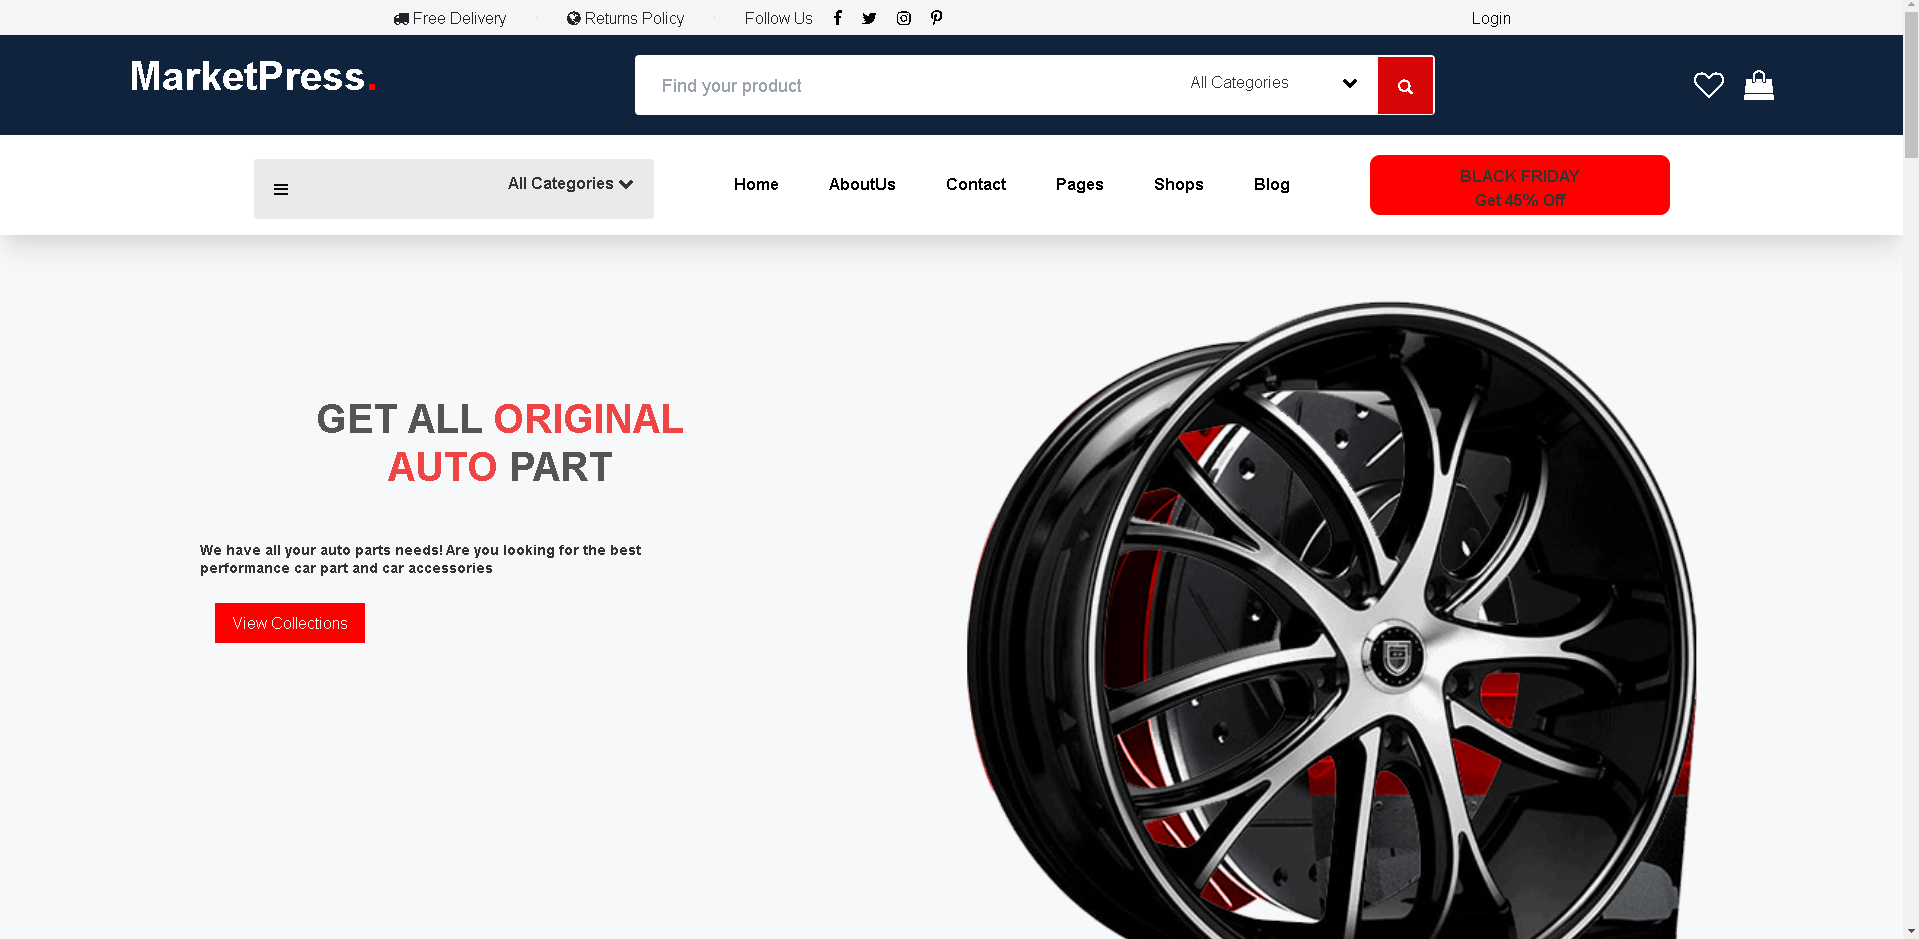 Free Delivery
Returns Policy
Follow Us
Login
MarketPress.
Find your product
All Categories
All Categories
Home
AboutUs
Contact
Pages
Shops
Blog
BLACK FRIDAY
Get 45% Off
GET ALL ORIGINAL
AUTO PART
We have all your auto parts needs! Are you looking for the best
performance car part and car accessories
View Collections